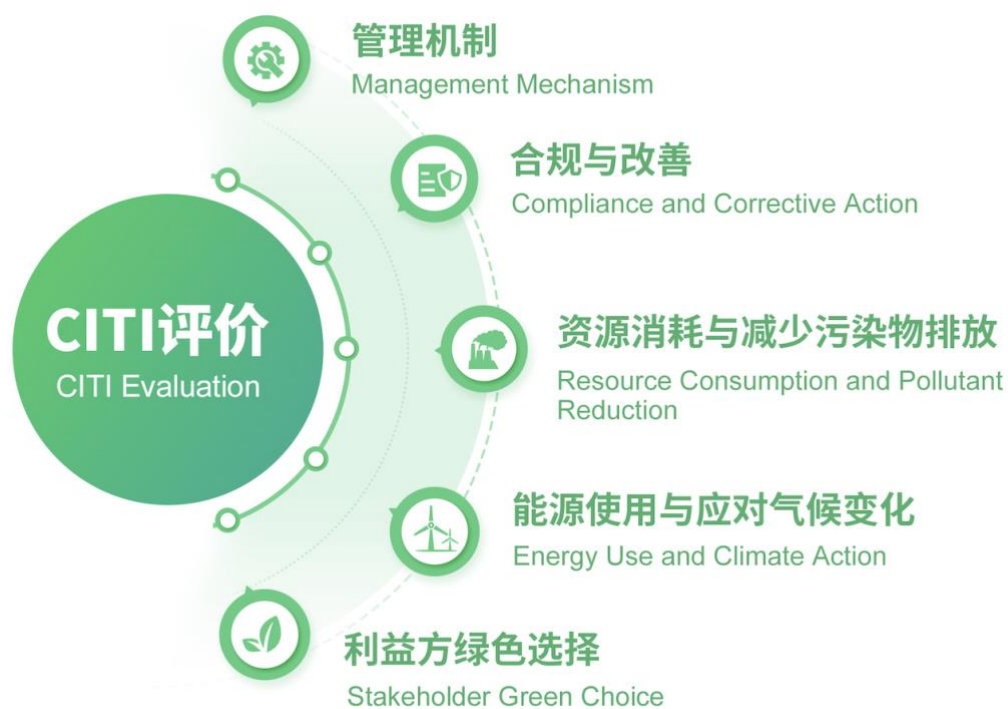 管理机制
Management Mechanism
合规与改善
Compliance and Corrective Action
CITI评价
CITI Evaluation
资源消耗与减少污染物排放
Resource Consumption and Pollutant
Reduction
能源使用与应对气候变化
Energy Use and Climate Action
利益方绿色选择
Stakeholder Green Choice